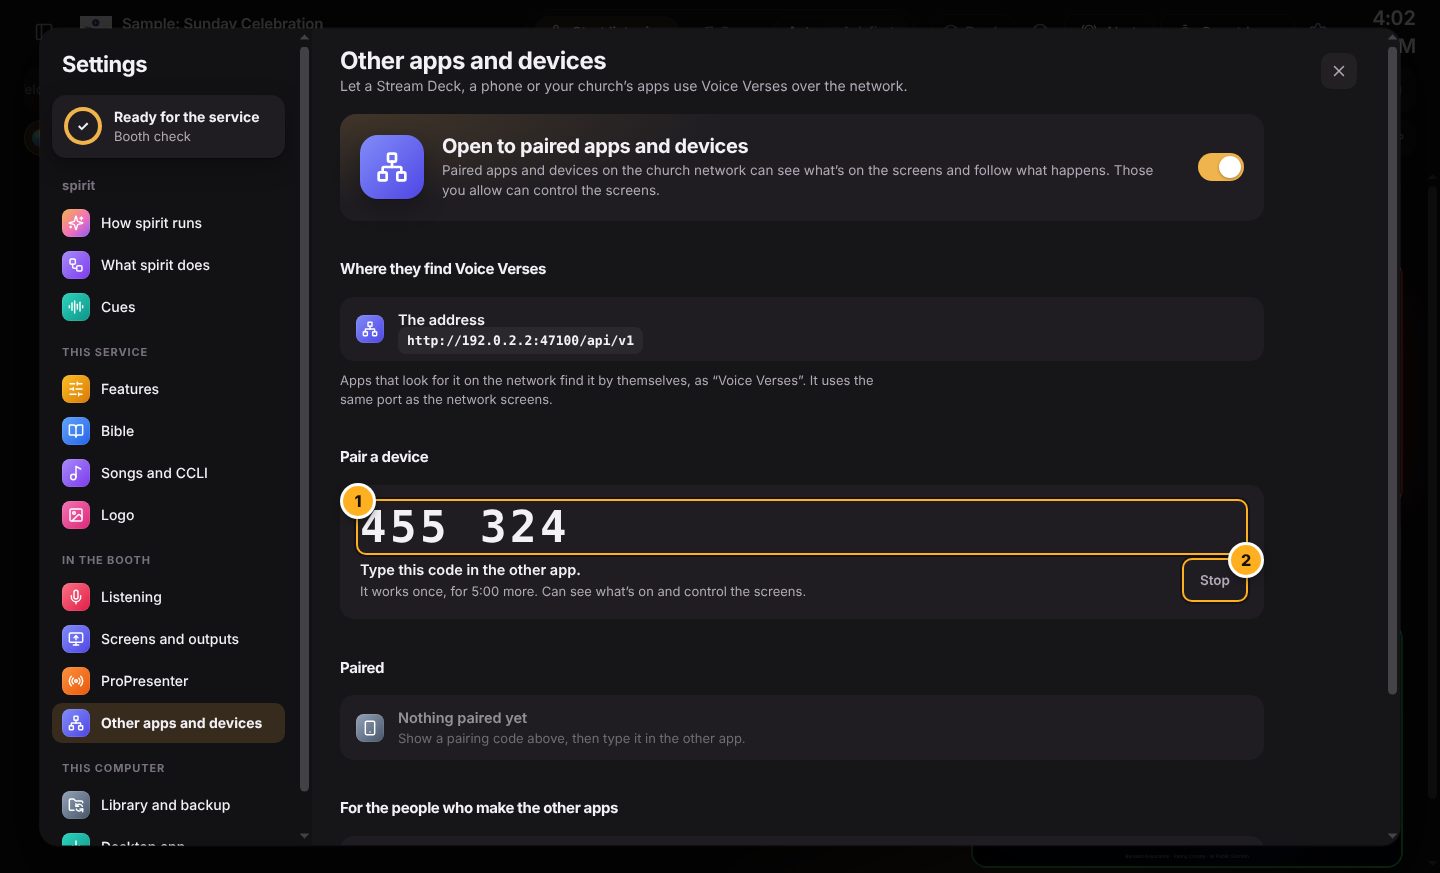 Sample: Sunday Celebration
4:02
M
Settings
Ready for the service
Booth check
spirit
How spirit runs
What spirit does
Cues
THIS SERVICE
Features
Bible
Songs and CCLI
Logo
IN THE BOOTH
Listening
Screens and outputs
ProPresenter
Other apps and devices
THIS COMPUTER
Library and backup
Desktop app
Other apps and devices
Let a Stream Deck, a phone or your church’s apps use Voice Verses over the network.
Open to paired apps and devices
Paired apps and devices on the church network can see what’s on the screens and follow what happens. Those
you allow can control the screens.
Where they find Voice Verses
The address
http://192.0.2.2:47100/api/v1
Apps that look for it on the network find it by themselves, as “Voice Verses”. It uses the
same port as the network screens.
Pair a device
1
455 324
2
Type this code in the other app.
It works once, for 5:00 more. Can see what’s on and control the screens.
Stop
Paired
Nothing paired yet
Show a pairing code above, then type it in the other app.
For the people who make the other apps